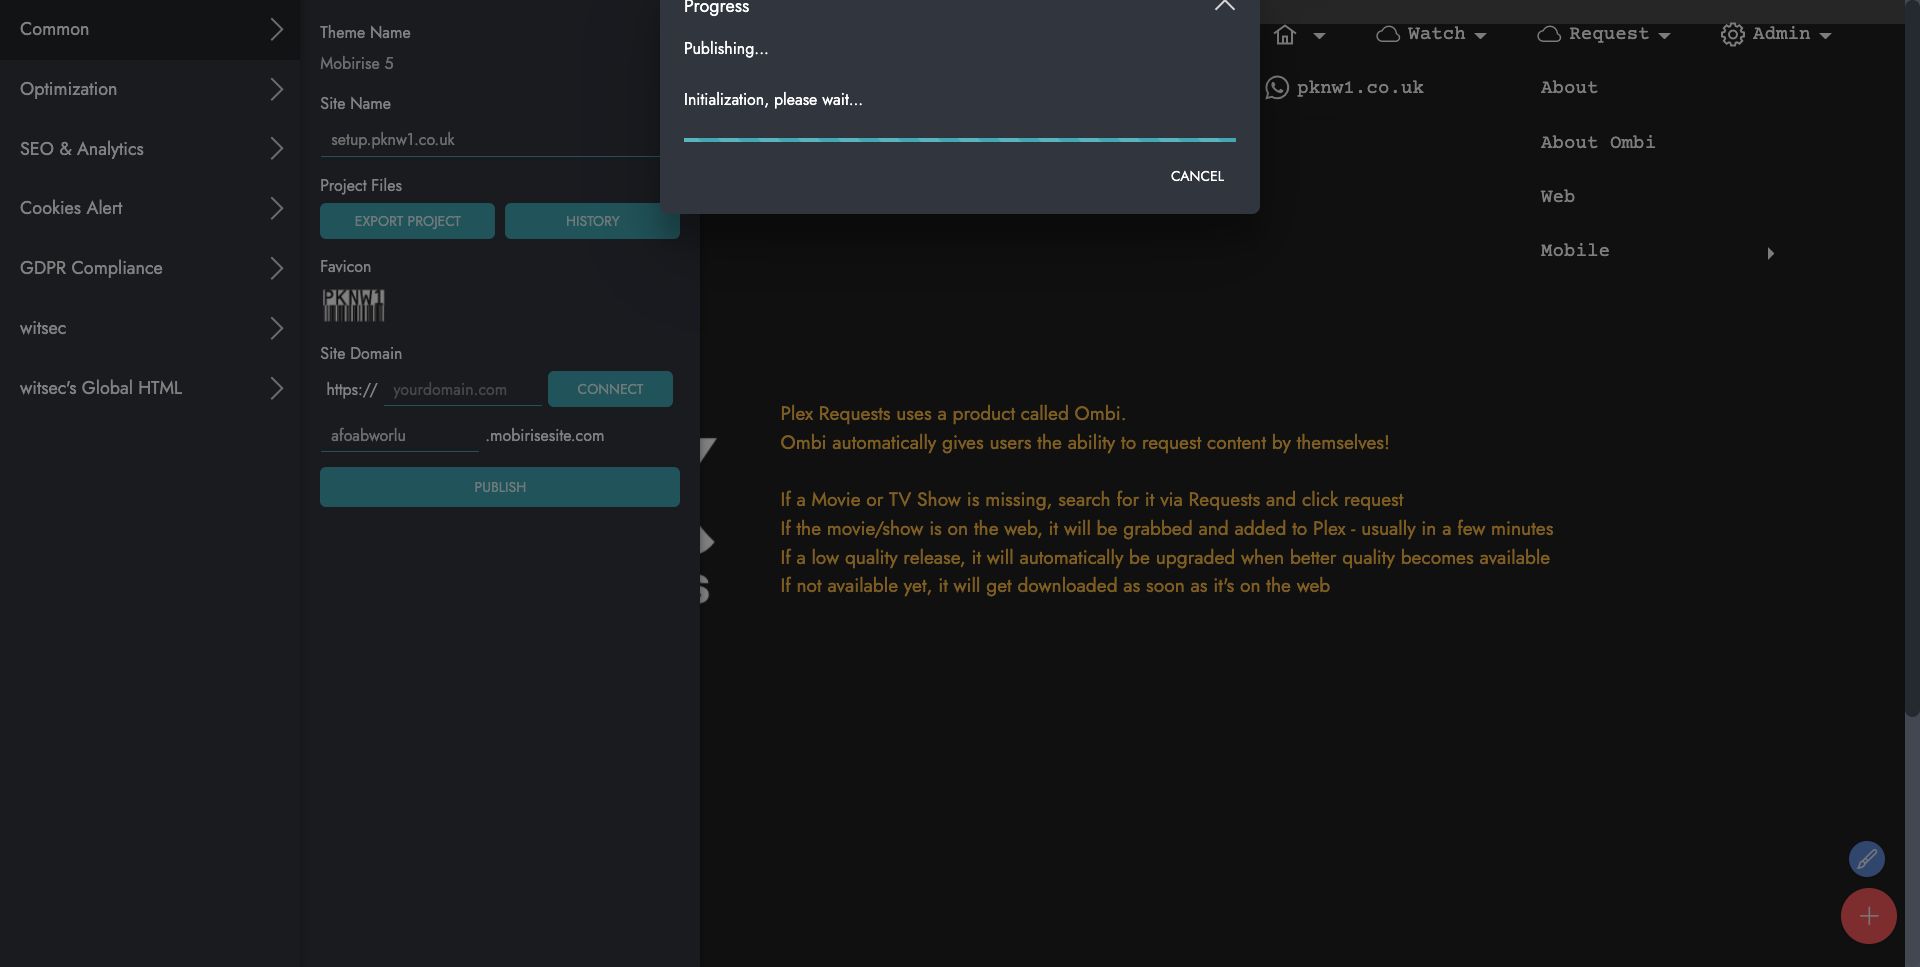 Common
Optimization
SEO & Analytics
Cookies Alert
GDPR Compliance
witsec
witsec's Global HTML
Theme Name
Mobirise 5
Site Name
setup.pknw1.co.uk
Project Files
EXPORT PROJECT
HISTORY
Favicon
PKNW1
Site Domain
https://
yourdomain.com
CONNECT
afoabworlu
.mobirisesite.com
PUBLISH
Progress
Publishing...
Initialization, please wait...
CANCEL
Watch
Request
Admin
pknw1.co.uk
About
About Ombi
Web
Mobile
Plex Requests uses a product called Ombi.
Ombi automatically gives users the ability to request content by themselves!
If a Movie or TV Show is missing, search for it via Requests and click request
If the movie/show is on the web, it will be grabbed and added to Plex - usually in a few minutes
If a low quality release, it will automatically be upgraded when better quality becomes available
If not available yet, it will get downloaded as soon as it's on the web